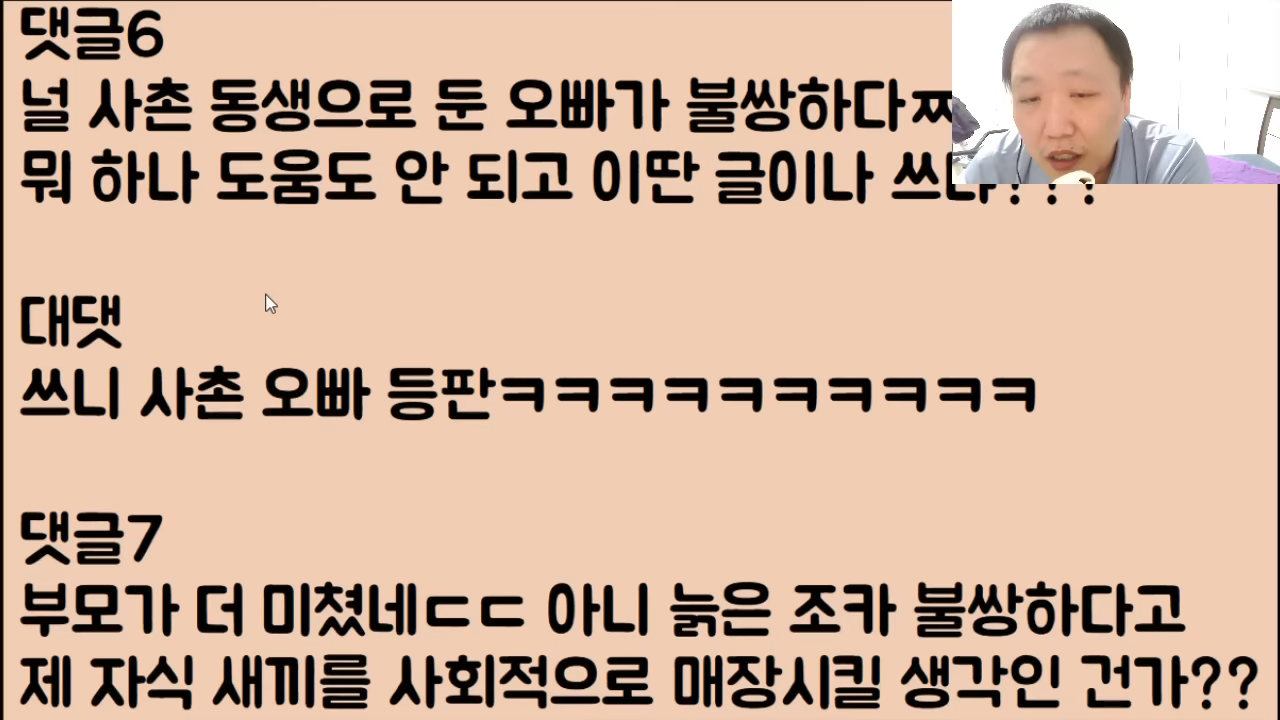 댓글6
널 사촌 동생으로 둔 오빠가 불쌍하다ㅉ
뭐 하나 도움도 안 되고 이딴 글이나 쓰냐???
대댓
쓰니 사촌 오빠 등판ㅋㅋㅋㅋㅋㅋㅋㅋㅋㅋ
댓글7
부모가 더 미쳤네ㄷㄷ 아니 늙은 조카 불쌍하다고
제 자식 새끼를 사회적으로 매장시킬 생각인 건가??